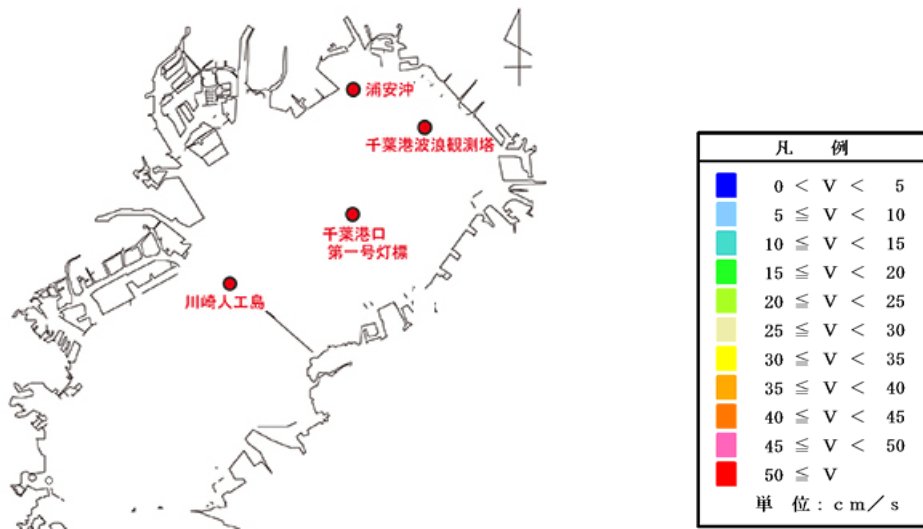 浦安沖
千葉港波浪観測塔
千葉港口
第一号灯標
川崎人工島
凡 例
0 < V < 5
5 ≦ V < 10
10 ≦ V < 15
15 ≦ V < 20
20 ≦ V < 25
25 ≦ V < 30
30 ≦ V < 35
35 ≦ V < 40
40 ≦ V < 45
45 ≦ V < 50
50 ≦ V
単 位 : c m / s